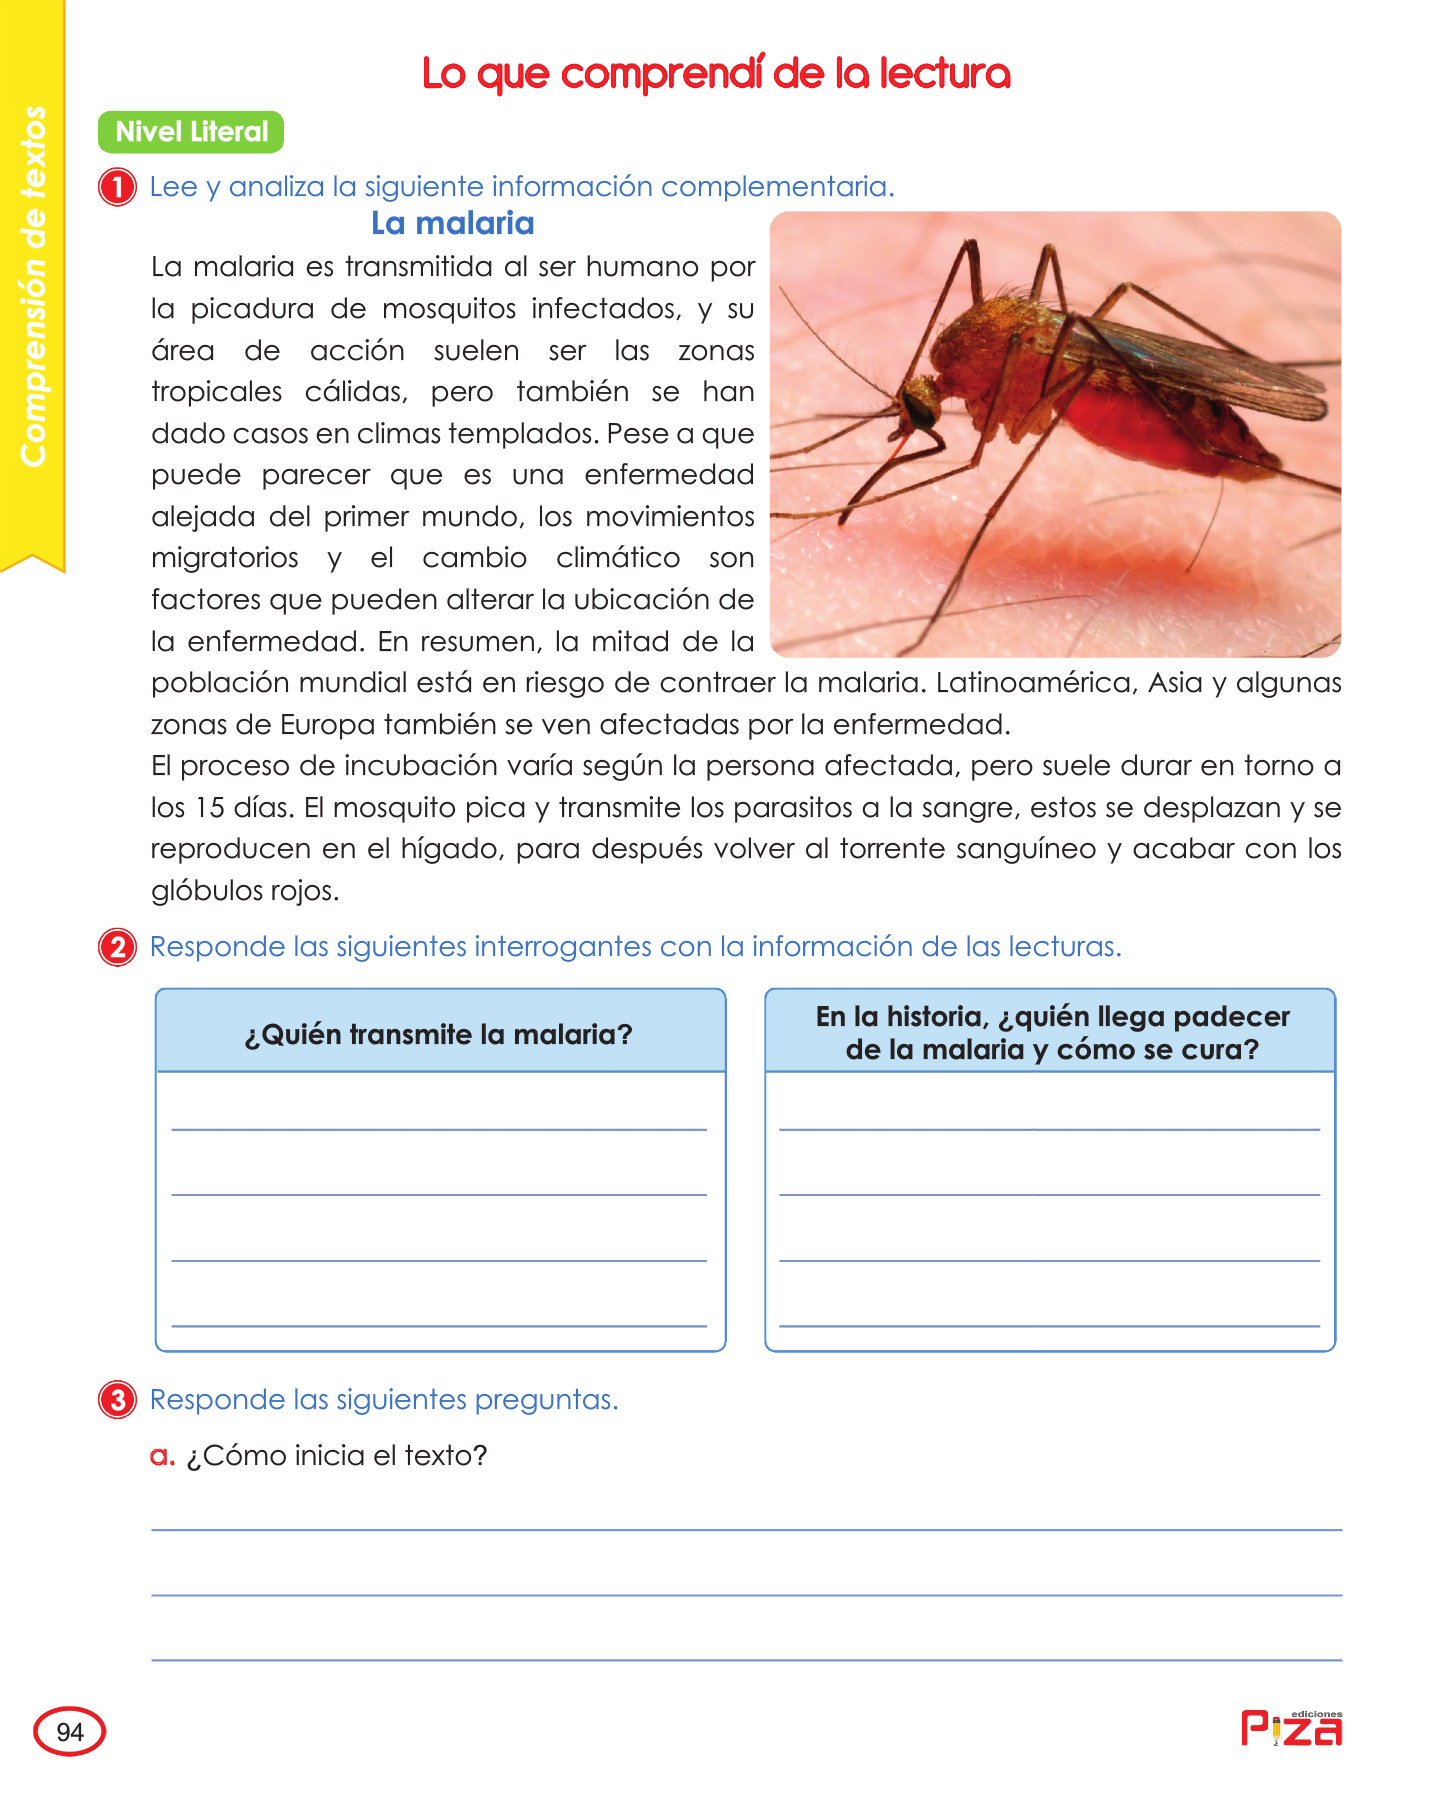 Comprensión de textos
Lo que comprendí de la lectura
Nivel Literal
1 Lee y analiza la siguiente información complementaria.
La malaria
La malaria es transmitida al ser humano por
la picadura de mosquitos infectados, y su
área de acción suelen ser las zonas
tropicales cálidas, pero también se han
dado casos en climas templados. Pese a que
puede parecer que es una enfermedad
alejada del primer mundo, los movimientos
migratorios y el cambio climático son
factores que pueden alterar la ubicación de
la enfermedad. En resumen, la mitad de la
población mundial está en riesgo de contraer la malaria. Latinoamérica, Asia y algunas
zonas de Europa también se ven afectadas por la enfermedad.
El proceso de incubación varía según la persona afectada, pero suele durar en torno a
los 15 días. El mosquito pica y transmite los parasitos a la sangre, estos se desplazan y se
reproducen en el hígado, para después volver al torrente sanguíneo y acabar con los
glóbulos rojos.
2 Responde las siguientes interrogantes con la información de las lecturas.
¿Quién transmite la malaria?
En la historia, ¿quién llega padecer
de la malaria y cómo se cura?
3 Responde las siguientes preguntas.
a. ¿Cómo inicia el texto?
94
ediciones
Piza